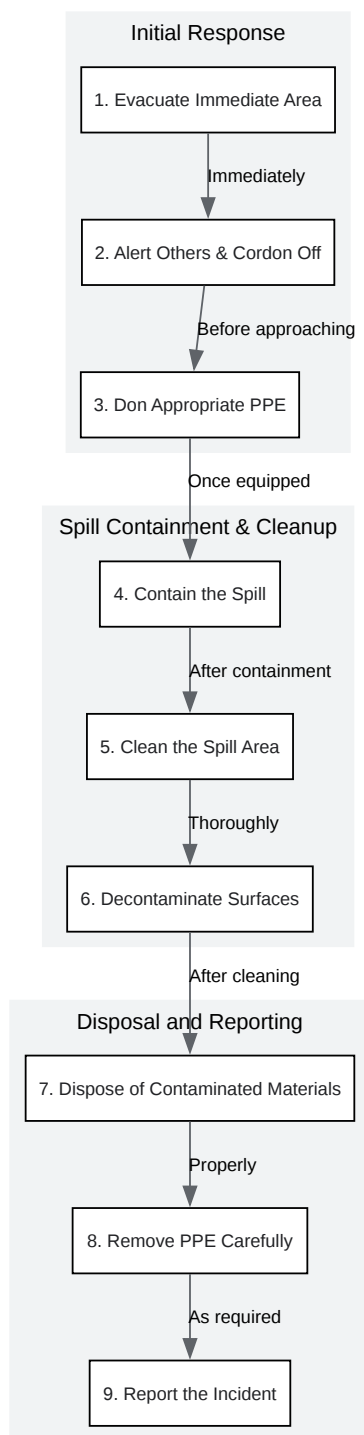 Initial Response
1. Evacuate Immediate Area
Immediately
2. Alert Others & Cordon Off
Before approaching
3. Don Appropriate PPE
Once equipped
Spill Containment & Cleanup
4. Contain the Spill
After containment
5. Clean the Spill Area
Thoroughly
6. Decontaminate Surfaces
After cleaning
Disposal and Reporting
7. Dispose of Contaminated Materials
Properly
8. Remove PPE Carefully
As required
9. Report the Incident